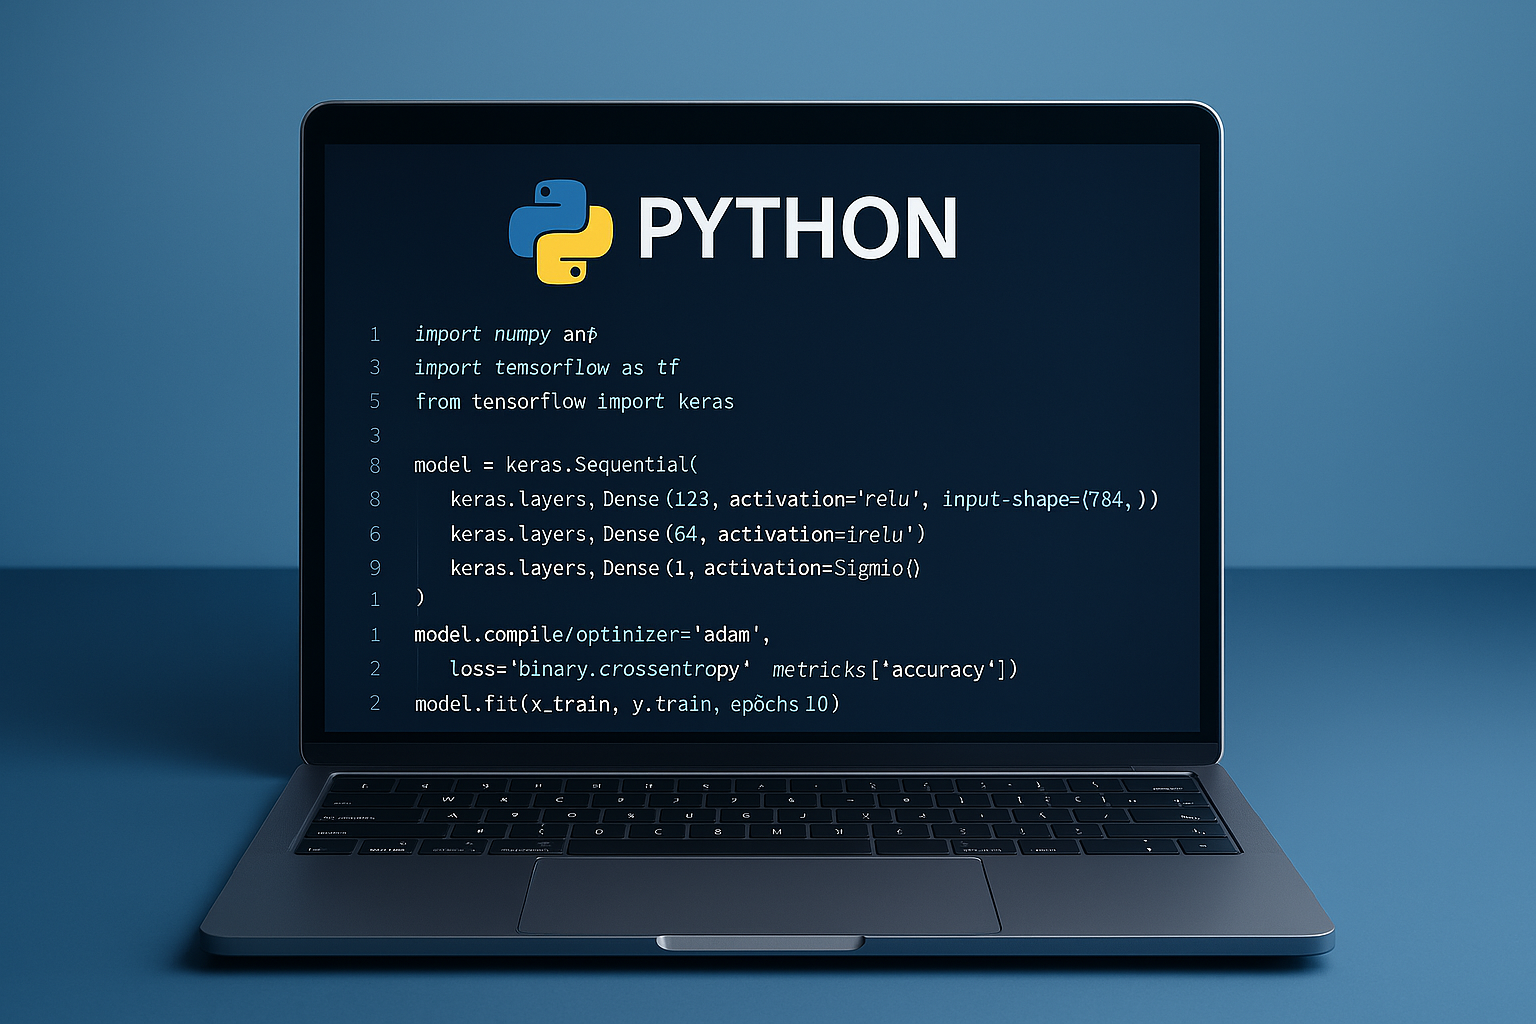 PYTHON
1 import numpy anp
3 import temsorflow as tf
5 from tensorflow import keras
3
8 model = keras.Sequential(
8 keras.layers, Dense (123, activation='relu', input-shape=(784, ))
6 keras.layers, Dense (64, activation=irelu')
9 keras.layers, Dense (1, activation=Sigmio()
1 )
1 model.compile/optinizer='adam',
2 loss='binary.crossentropy' metricks['accuracy'])
2 model.fit(x_train, y.train, epõchs 10)